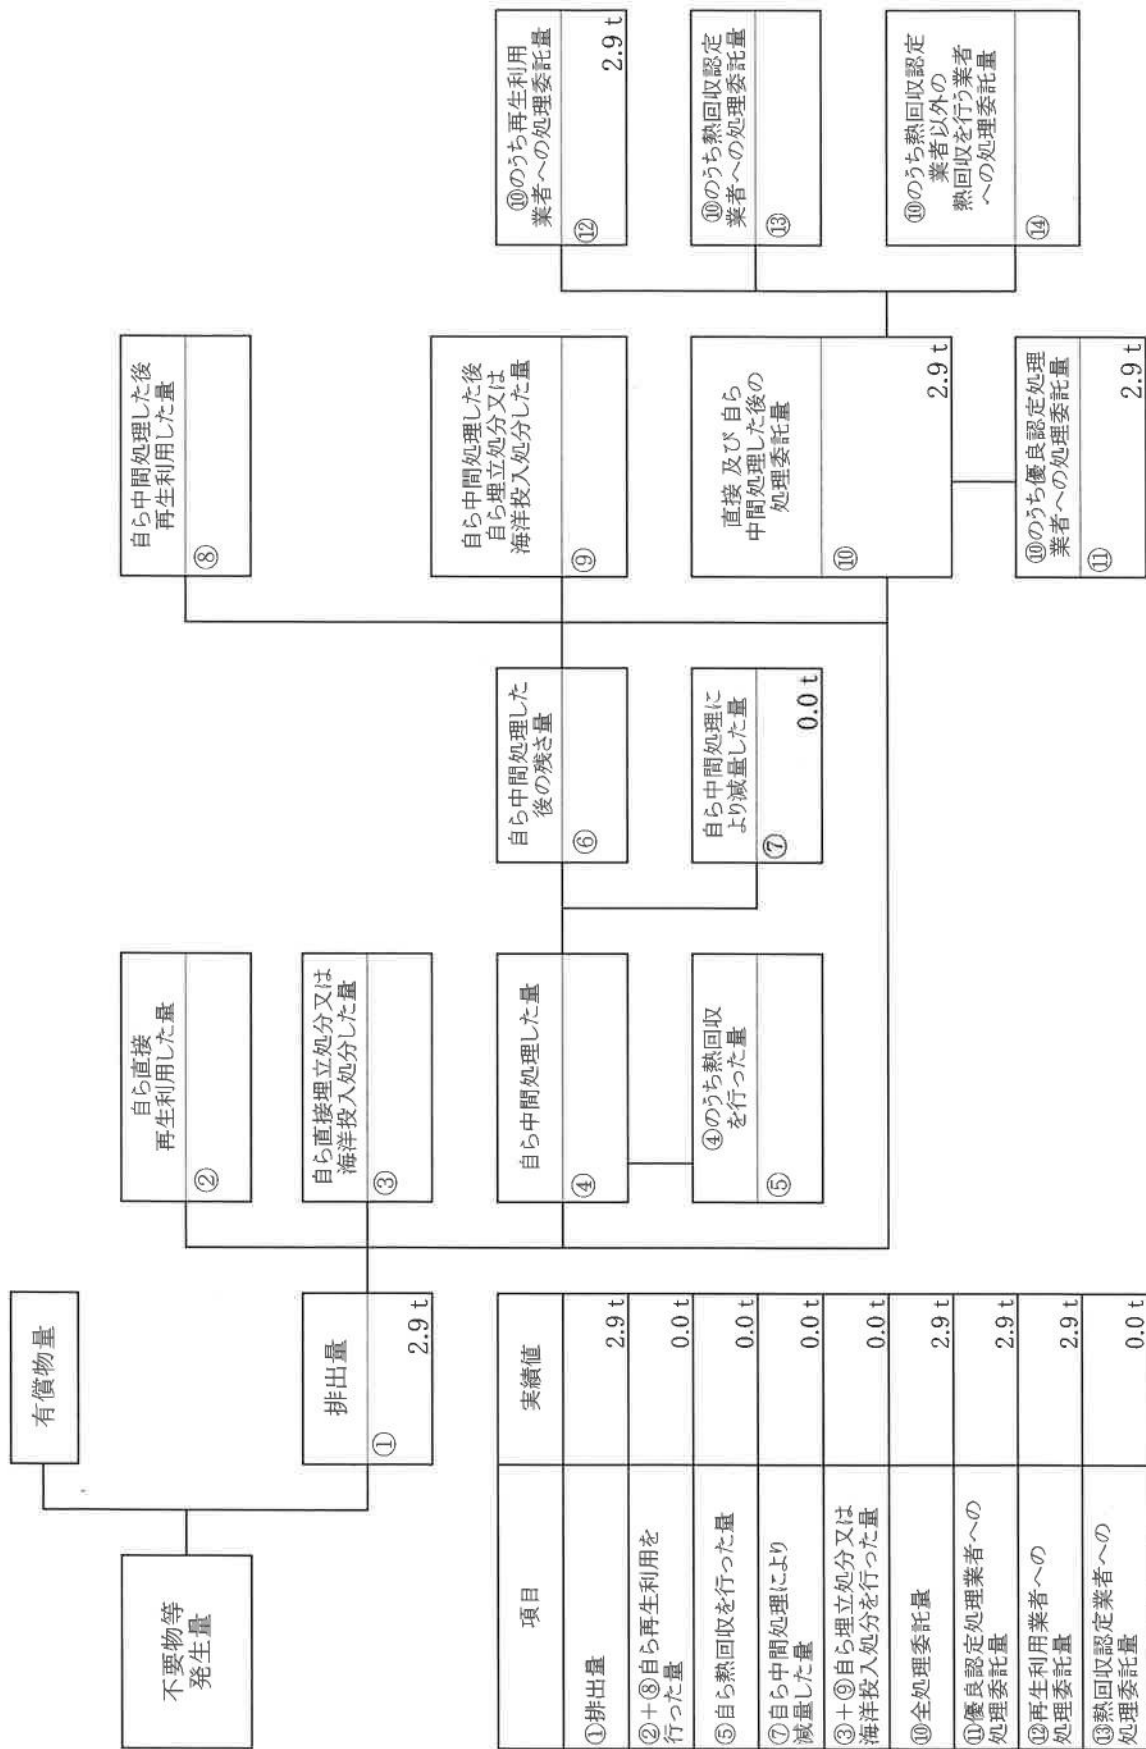 不要物等
発生量
有償物量
排出量
①
2.9 t
自ら直接
再生利用した量
②
自ら直接埋立処分又は
海洋投入処分した量
③
自ら中間処理した量
④
④のうち熱回収
を行った量
⑤
自ら中間処理した
後の残さ量
⑥
自ら中間処理に
より減量した量
⑦
0.0 t
自ら中間処理した後
再生利用した量
⑧
自ら中間処理した後
自ら埋立処分又は
海洋投入処分した量
⑨
直接 及び 自ら
中間処理した後の
処理委託量
⑩
2.9 t
⑩のうち優良認定処理
業者への処理委託量
⑪
2.9 t
⑩のうち再生利用
業者への処理委託量
⑫
2.9 t
⑩のうち熱回収認定
業者への処理委託量
⑬
⑩のうち熱回収認定
業者以外の
熱回収を行う業者
への処理委託量
⑭
項目
実績値
①排出量
2.9 t
②+⑧自ら再生利用を
行った量
0.0 t
⑤自ら熱回収を行った量
0.0 t
⑦自ら中間処理により
減量した量
0.0 t
③+⑨自ら埋立処分又は
海洋投入処分を行った量
0.0 t
⑩全処理委託量
2.9 t
⑪優良認定処理業者への
処理委託量
2.9 t
⑫再生利用業者への
処理委託量
2.9 t
⑬熱回収認定業者への
処理委託量
0.0 t